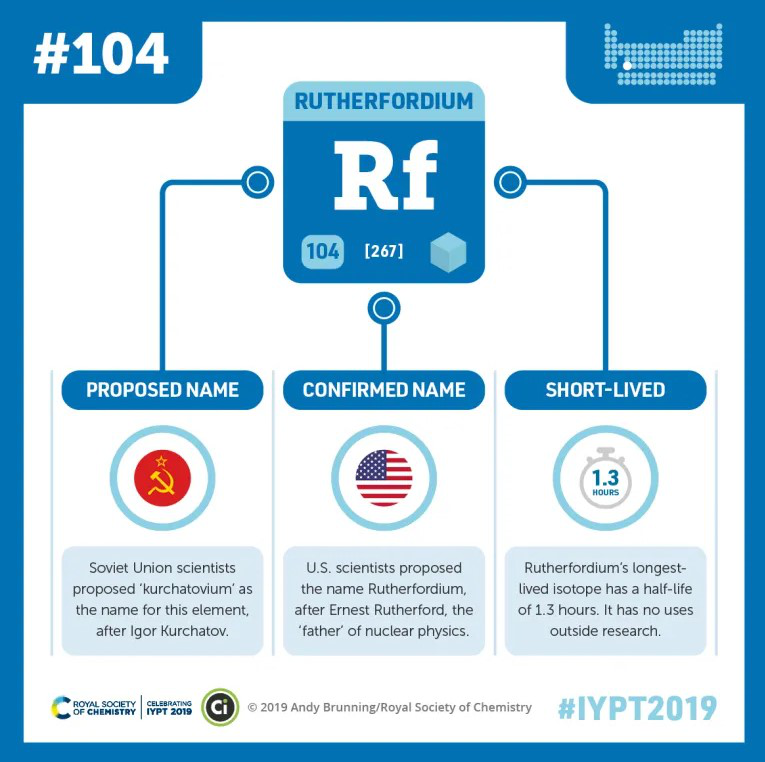 #104
RUTHERFORDIUM
Rf
104 [267]
PROPOSED NAME
Soviet Union scientists
proposed ‘kurchatovium’ as
the name for this element,
after Igor Kurchatov.
CONFIRMED NAME
U.S. scientists proposed
the name Rutherfordium,
after Ernest Rutherford, the
‘father’ of nuclear physics.
SHORT-LIVED
1.3
HOURS
Rutherfordium’s longest-
lived isotope has a half-life
of 1.3 hours. It has no uses
outside research.
ROYAL SOCIETY
OF CHEMISTRY
CELEBRATING
IYPT 2019
Ci
© 2019 Andy Brunning/Royal Society of Chemistry
#IYPT2019